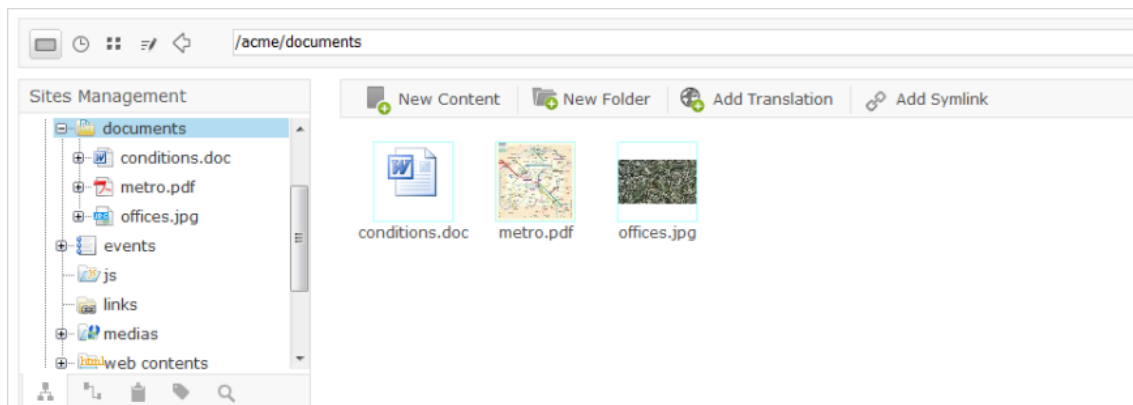 /acme/documents
Sites Management
documents
conditions.doc
metro.pdf
offices.jpg
events
js
links
medias
web contents
New Content
New Folder
Add Translation
Add Symlink
conditions.doc
metro.pdf
offices.jpg